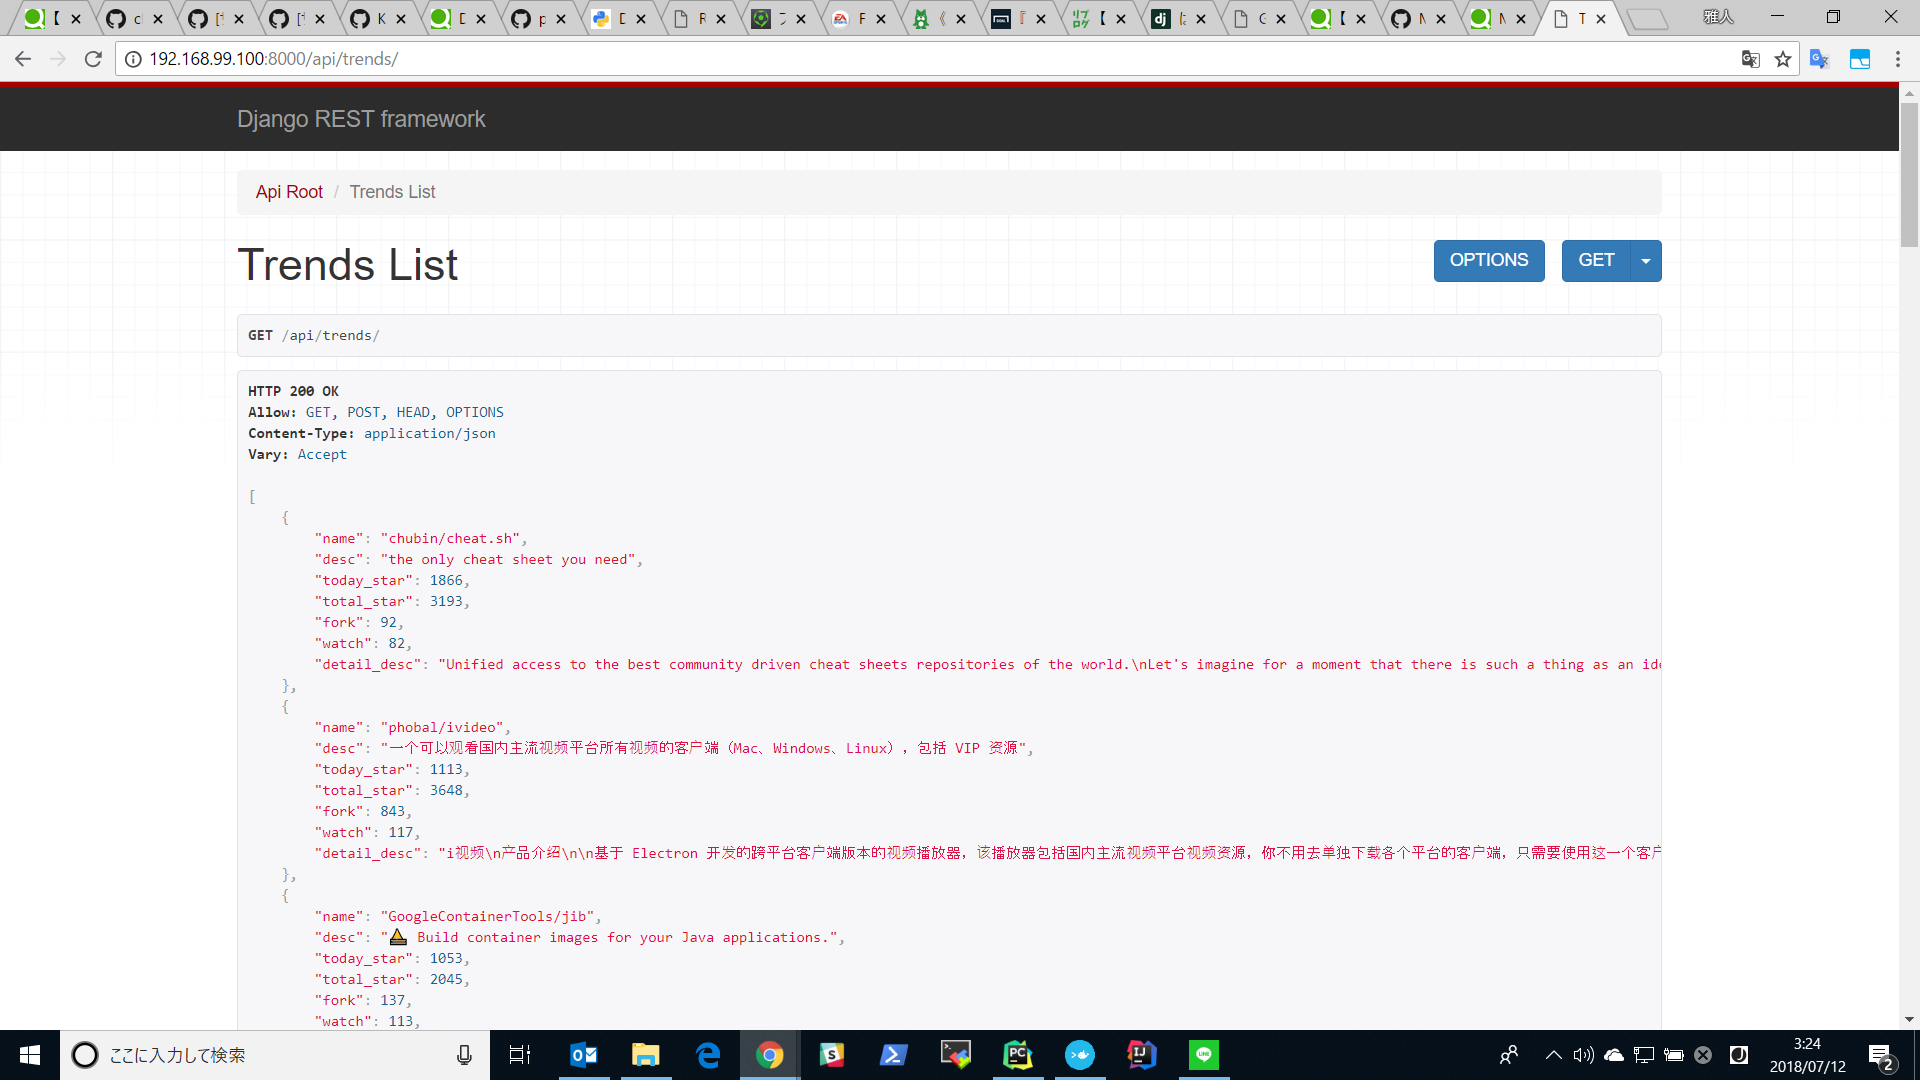 雅人
192.168.99.100:8000/api/trends/
Django REST framework
Api Root / Trends List
Trends List
OPTIONS
GET
GET /api/trends/
HTTP 200 OK
Allow: GET, POST, HEAD, OPTIONS
Content-Type: application/json
Vary: Accept
[
{
"name": "chubin/cheat.sh",
"desc": "the only cheat sheet you need",
"today_star": 1866,
"total_star": 3193,
"fork": 92,
"watch": 82,
"detail_desc": "Unified access to the best community driven cheat sheets repositories of the world.\nLet's imagine for a moment that there is such a thing as an ide
},
{
"name": "phobal/ivideo",
"desc": "一个可以观看国内主流视频平台所有视频的客户端（Mac、Windows、Linux），包括 VIP 资源",
"today_star": 1113,
"total_star": 3648,
"fork": 843,
"watch": 117,
"detail_desc": "i视频\n产品介绍\n\n基于 Electron 开发的跨平台客户端版本的视频播放器，该播放器包括国内主流视频平台视频资源，你不用去单独下载各个平台的客户端，只需要使用这一个客户
},
{
"name": "GoogleContainerTools/jib",
"desc": "⛵ Build container images for your Java applications.",
"today_star": 1053,
"total_star": 2045,
"fork": 137,
"watch": 113,
ここに入力して検索
3:24
2018/07/12
2